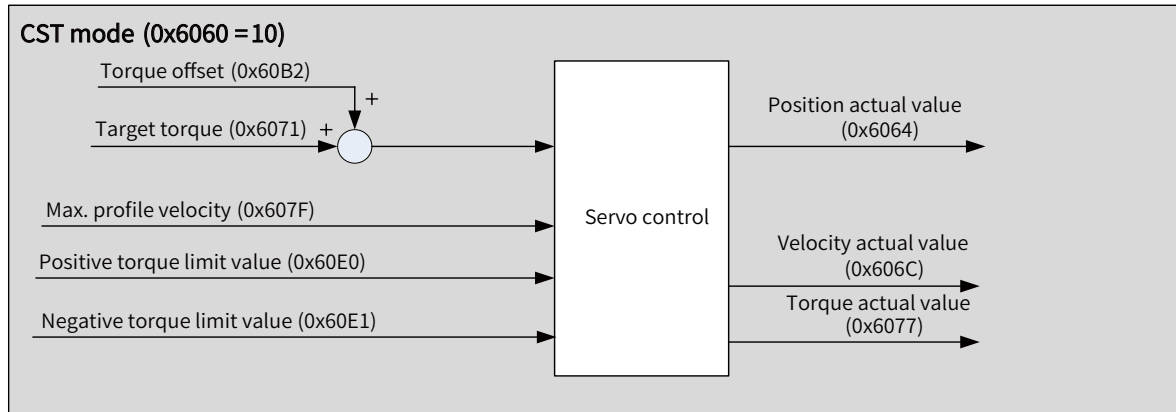 CST mode (0x6060 = 10)
Torque offset (0x60B2)
+
Target torque (0x6071) +
Max. profile velocity (0x607F)
Positive torque limit value (0x60E0)
Negative torque limit value (0x60E1)
Servo control
Position actual value
(0x6064)
Velocity actual value
(0x606C)
Torque actual value
(0x6077)